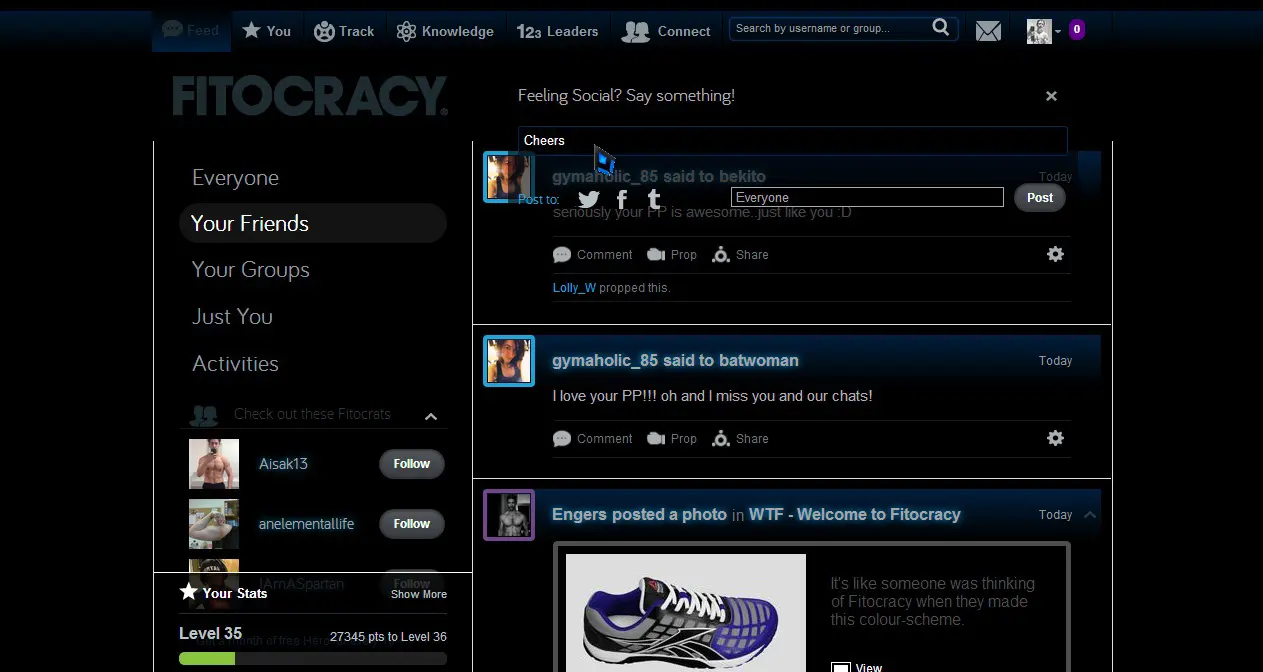 Feed You Track Knowledge 123 Leaders Connect Search by username or group... 0
FITOCRACY®
Feeling Social? Say something! ×
Cheers
Everyone
Your Friends
Your Groups
Just You
Activities
Check out these Fitocrats
Aisak13 Follow
anelementallife Follow
IArnASpartan Follow
Your Stats Show More
Level 35 27345 pts to Level 36
gymaholic_85 said to bekito Today
Post to: Everyone Post
seriously your PP is awesome..just like you :D
Comment Prop Share
Lolly_W propped this.
gymaholic_85 said to batwoman Today
I love your PP!!! oh and I miss you and our chats!
Comment Prop Share
Engers posted a photo in WTF - Welcome to Fitocracy Today
It's like someone was thinking
of Fitocracy when they made
this colour-scheme.
View